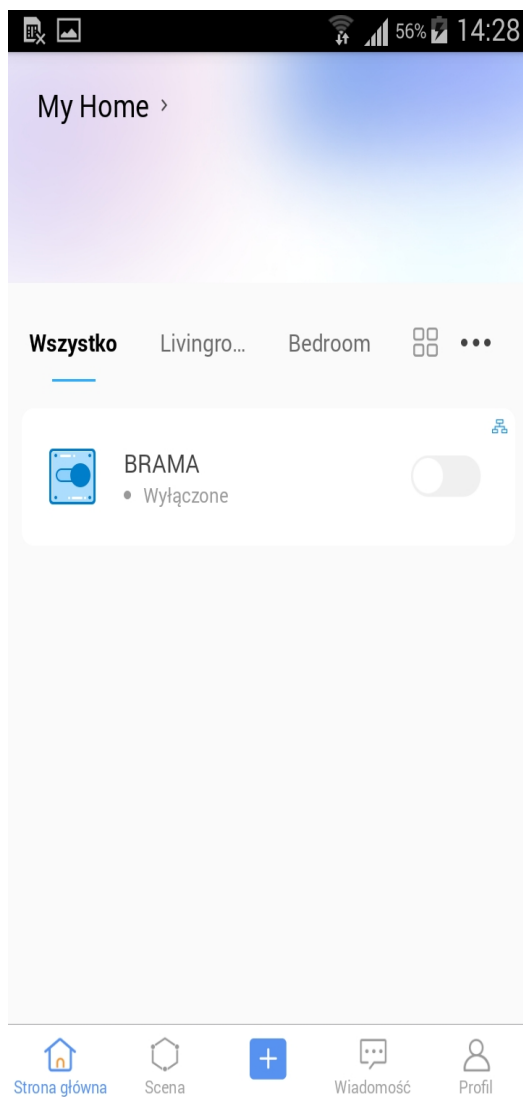 56% 14:28
My Home >
Wszystko Livingro... Bedroom
BRAMA
• Wyłączone
Strona główna Scena Wiadomość Profil